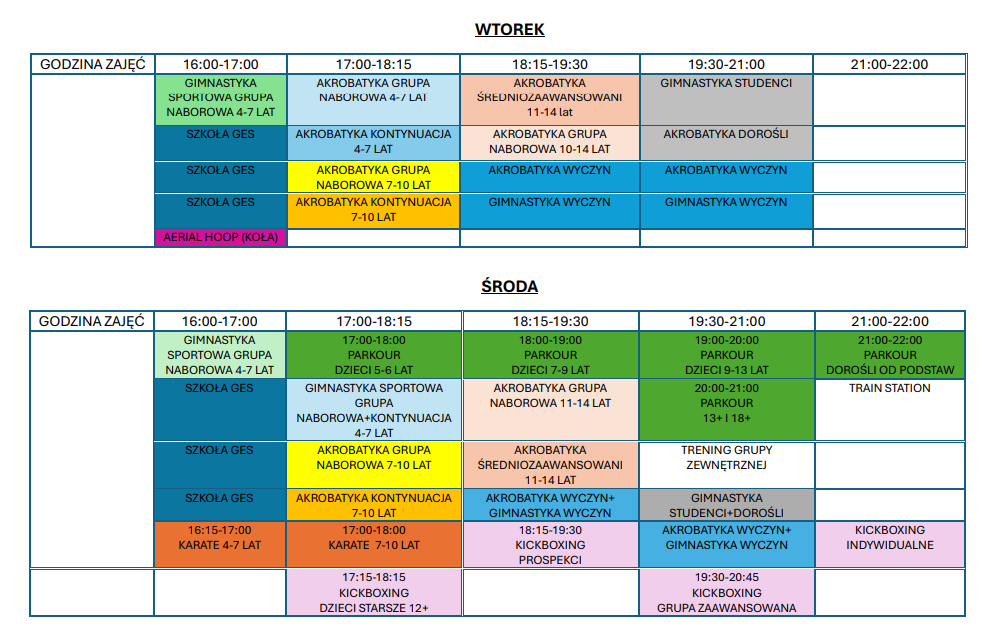 WTOREK
GODZINA ZAJĘĆ 16:00-17:00 17:00-18:15 18:15-19:30 19:30-21:00 21:00-22:00
GIMNASTYKA SPORTOWA GRUPA NABOROWA 4-7 LAT
AKROBATYKA GRUPA NABOROWA 4-7 LAT
AKROBATYKA ŚREDNIOZAAWANSOWANI 11-14 lat
GIMNASTYKA STUDENCI
SZKOŁA GES
AKROBATYKA KONTYNUACJA 4-7 LAT
AKROBATYKA GRUPA NABOROWA 10-14 LAT
AKROBATYKA DOROŚLI
SZKOŁA GES
AKROBATYKA GRUPA NABOROWA 7-10 LAT
AKROBATYKA WYCZYN
AKROBATYKA WYCZYN
SZKOŁA GES
AKROBATYKA KONTYNUACJA 7-10 LAT
GIMNASTYKA WYCZYN
GIMNASTYKA WYCZYN
AERIAL HOOP (KOŁA)
ŚRODA
GODZINA ZAJĘĆ 16:00-17:00 17:00-18:15 18:15-19:30 19:30-21:00 21:00-22:00
GIMNASTYKA SPORTOWA GRUPA NABOROWA 4-7 LAT
17:00-18:00 PARKOUR DZIECI 5-6 LAT
18:00-19:00 PARKOUR DZIECI 7-9 LAT
19:00-20:00 PARKOUR DZIECI 9-13 LAT
21:00-22:00 PARKOUR DOROŚLI OD PODSTAW
SZKOŁA GES
GIMNASTYKA SPORTOWA GRUPA NABOROWA+KONTYNUACJA 4-7 LAT
AKROBATYKA GRUPA NABOROWA 11-14 LAT
20:00-21:00 PARKOUR 13+ I 18+
TRAIN STATION
SZKOŁA GES
AKROBATYKA GRUPA NABOROWA 7-10 LAT
AKROBATYKA ŚREDNIOZAAWANSOWANI 11-14 LAT
TRENING GRUPY ZEWNĘTRZNEJ
SZKOŁA GES
AKROBATYKA KONTYNUACJA 7-10 LAT
AKROBATYKA WYCZYN+ GIMNASTYKA WYCZYN
GIMNASTYKA STUDENCI+DOROŚLI
16:15-17:00 KARATE 4-7 LAT
17:00-18:00 KARATE 7-10 LAT
18:15-19:30 KICKBOXING PROSPEKCI
AKROBATYKA WYCZYN+ GIMNASTYKA WYCZYN
KICKBOXING INDYWIDUALNE
17:15-18:15 KICKBOXING DZIECI STARSZE 12+
19:30-20:45 KICKBOXING GRUPA ZAAWANSOWANA